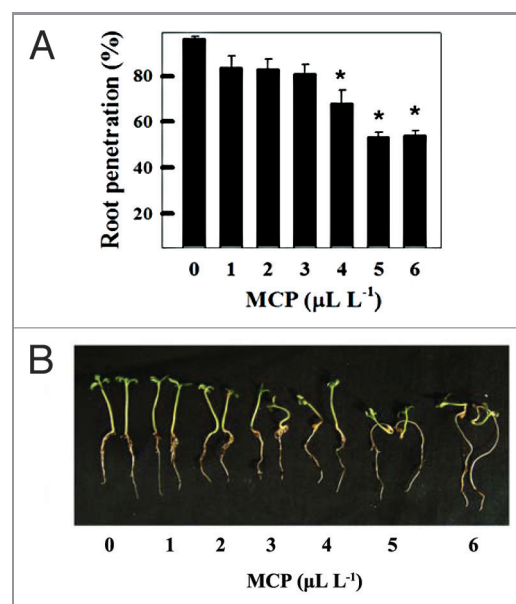 A
Root penetration (%)
80
60
40
20
* * *
0 1 2 3 4 5 6
MCP (μL L⁻¹)
B
0 1 2 3 4 5 6
MCP (μL L⁻¹)